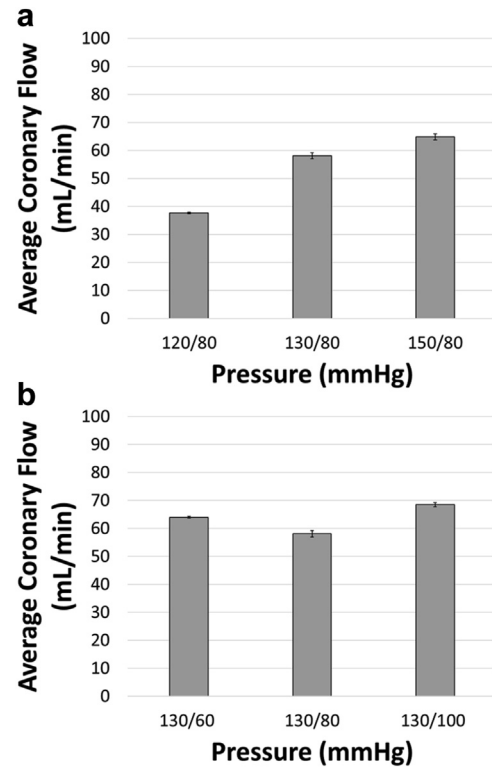 a
Average Coronary Flow
(mL/min)
100
90
80
70
60
50
40
30
20
10
0
120/80 130/80 150/80
Pressure (mmHg)
b
Average Coronary Flow
(mL/min)
100
90
80
70
60
50
40
30
20
10
0
130/60 130/80 130/100
Pressure (mmHg)